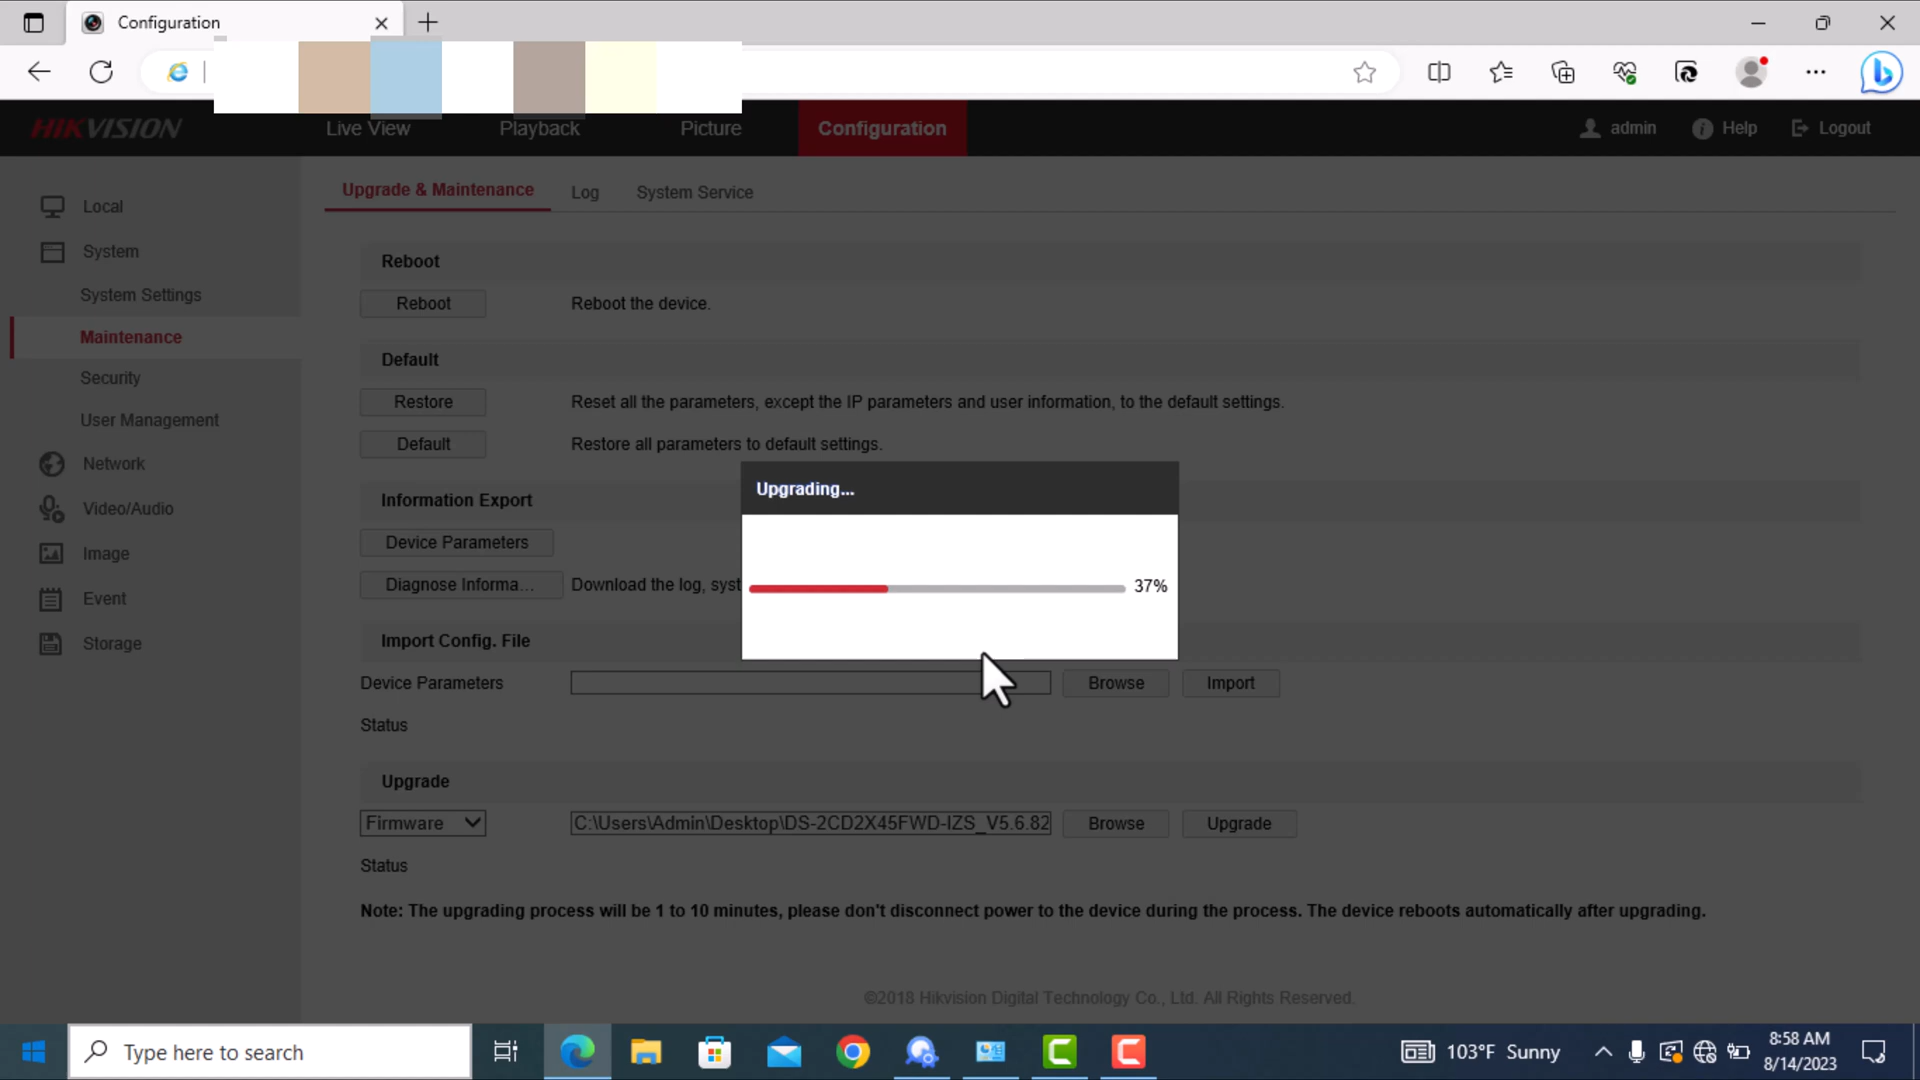 Configuration
HIKVISION
Live View
Playback
Picture
Configuration
admin
Help
Logout
Local
System
System Settings
Maintenance
Security
User Management
Network
Video/Audio
Image
Event
Storage
Upgrade & Maintenance
Log
System Service
Reboot
Reboot
Reboot the device.
Default
Restore
Reset all the parameters, except the IP parameters and user information, to the default settings.
Default
Restore all parameters to default settings.
Information Export
Device Parameters
Diagnose Informa...
Download the log, syst
Upgrading...
37%
Import Config. File
Device Parameters
Browse
Import
Status
Upgrade
Firmware
C:\Users\Admin\Desktop\DS-2CD2X45FWD-IZS_V5.6.82
Browse
Upgrade
Status
Note: The upgrading process will be 1 to 10 minutes, please don't disconnect power to the device during the process. The device reboots automatically after upgrading.
©2018 Hikvision Digital Technology Co., Ltd. All Rights Reserved.
Type here to search
103°F Sunny
8:58 AM
8/14/2023